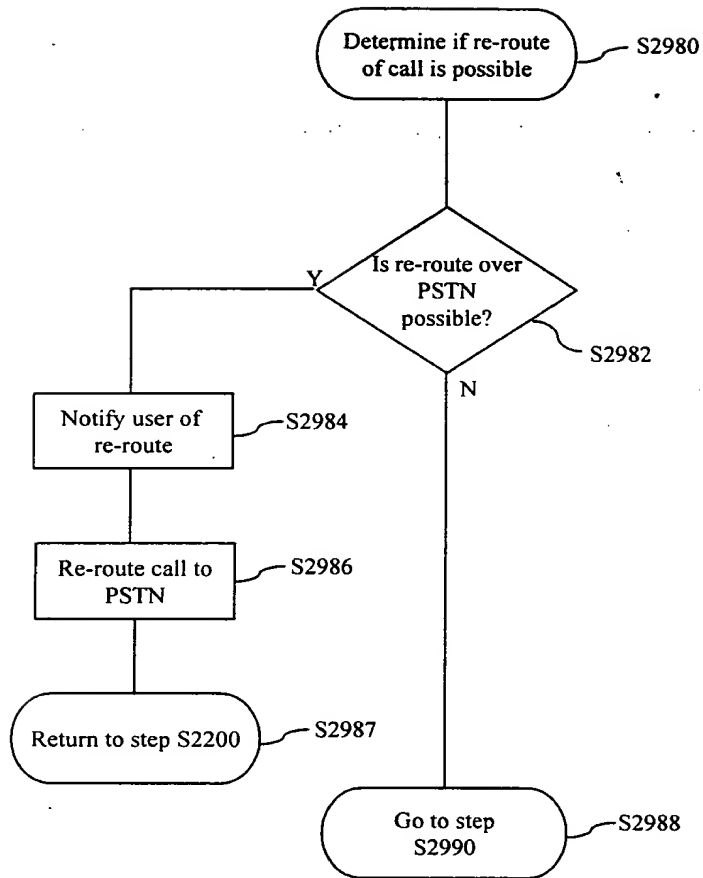 Determine if re-route
of call is possible
S2980
Is re-route over
PSTN
possible?
Y
S2982
N
Notify user of
re-route
S2984
Re-route call to
PSTN
S2986
Return to step S2200
S2987
Go to step
S2990
S2988